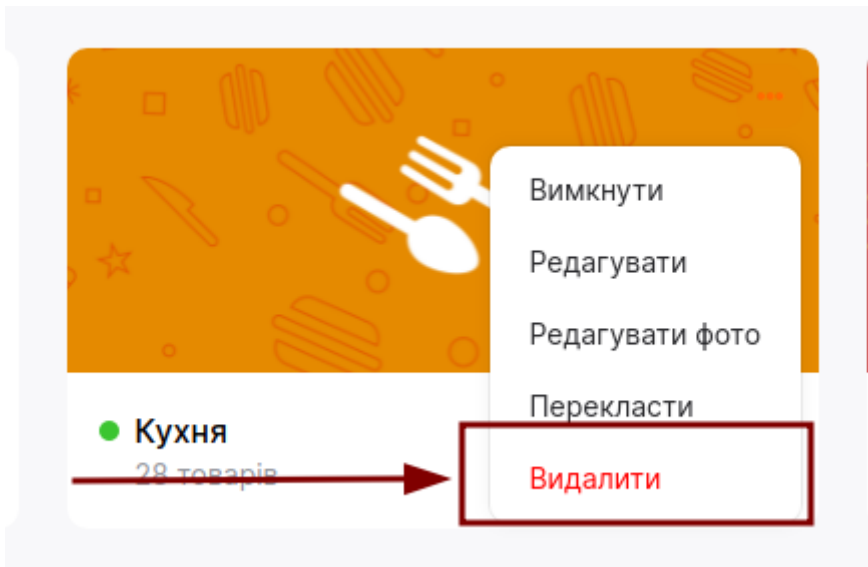 Вимкнути
Редагувати
Редагувати фото
Перекласти
Видалити
Кухня
28 товарів